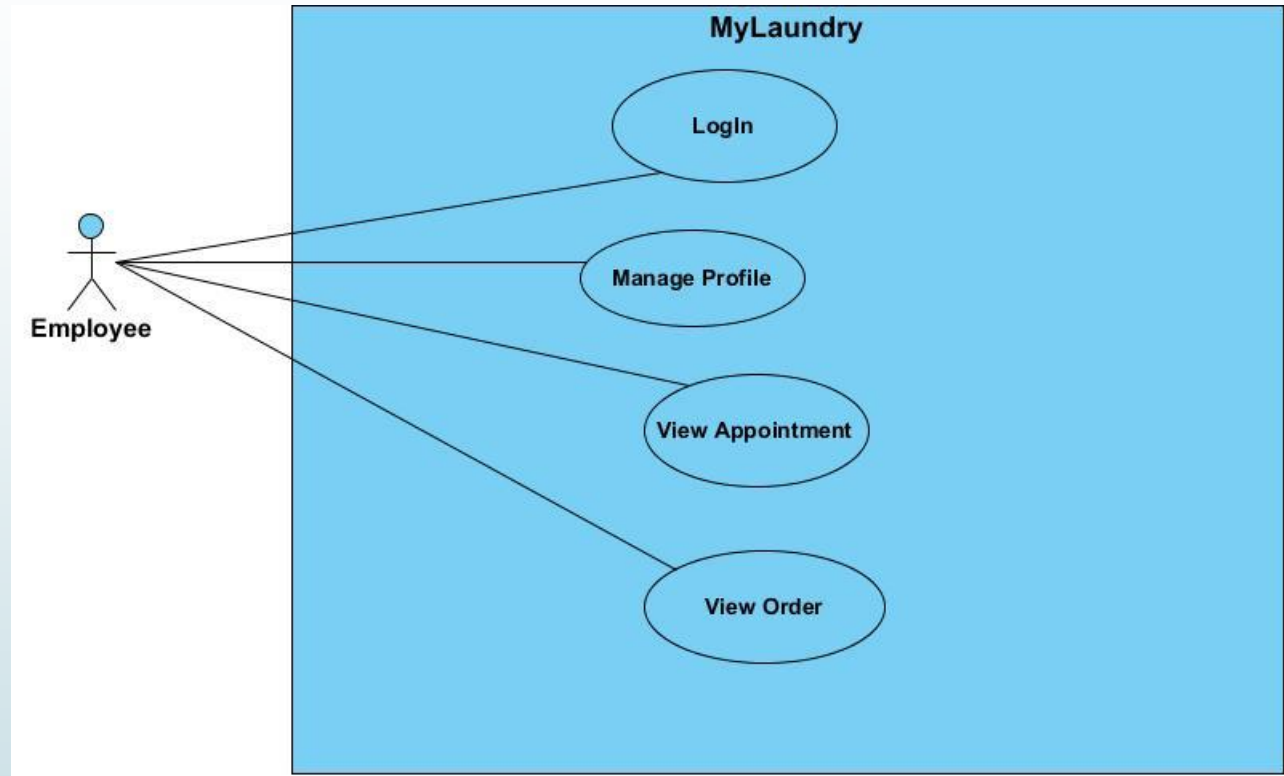 MyLaundry
LogIn
Manage Profile
Employee
View Appointment
View Order